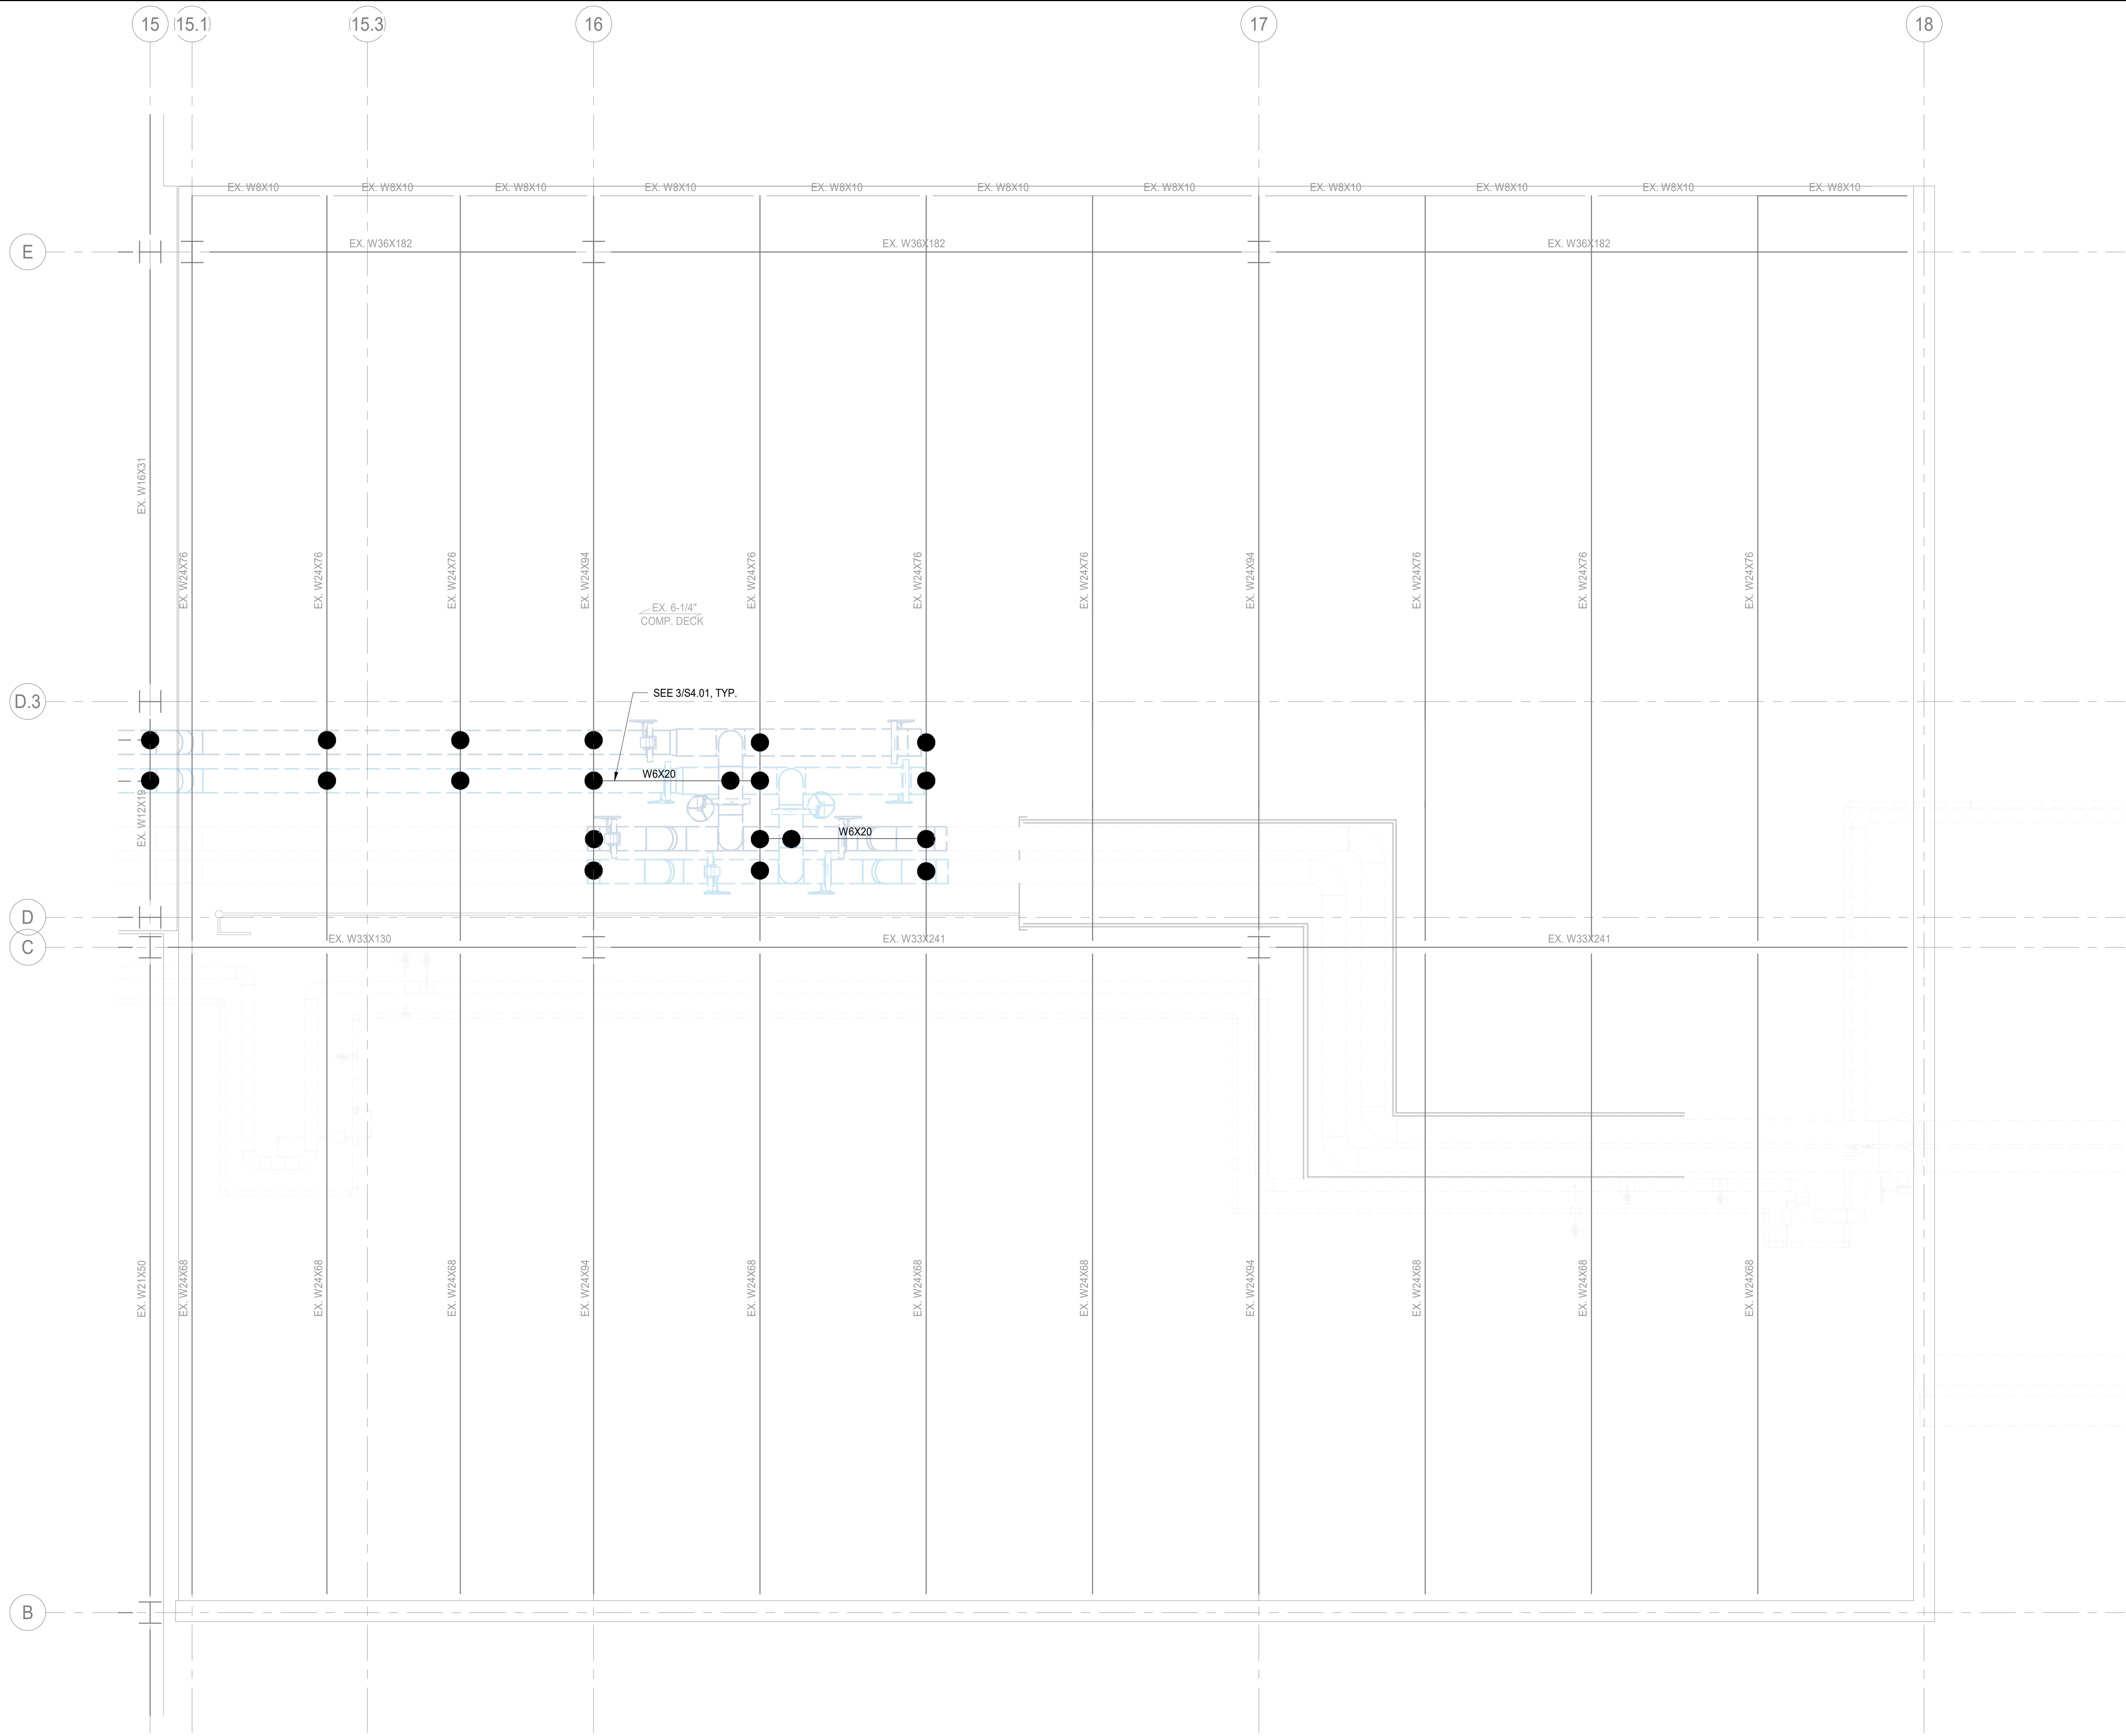 15
15.1
15.3
16
17
18
EX. W8X10
EX. W8X10
EX. W8X10
EX. W8X10
EX. W8X10
EX. W8X10
EX. W8X10
EX. W8X10
EX. W8X10
EX. W8X10
EX. W8X10
E
EX. W36X182
EX. W36X182
EX. W36X182
EX. W16X31
EX. W24X76
EX. W24X76
EX. W24X76
EX. W24X94
EX. W24X76
EX. W24X76
EX. W24X76
EX. W24X94
EX. W24X76
EX. W24X76
EX. W24X76
EX. 6-1/4"
COMP. DECK
D.3
SEE 3/S4.01, TYP.
W6X20
EX. W12X19
W6X20
D
C
EX. W33X130
EX. W33X241
EX. W33X241
EX. W21X50
EX. W24X68
EX. W24X68
EX. W24X68
EX. W24X94
EX. W24X68
EX. W24X68
EX. W24X68
EX. W24X94
EX. W24X68
EX. W24X68
EX. W24X68
B